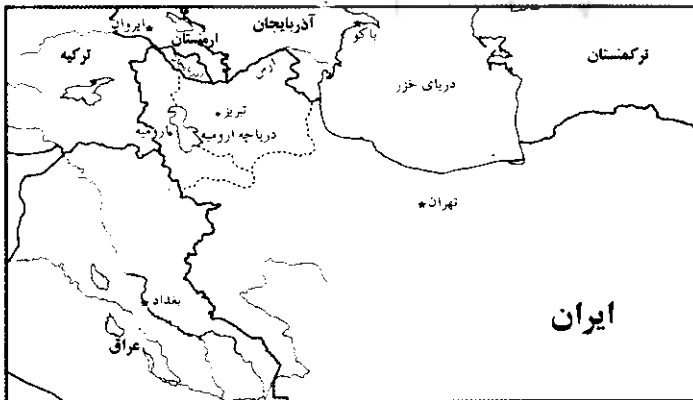 ایروان
ارمنستان
آذربایجان
باکو
ترکیه
ترکمنستان
ارس
دریای خزر
تبریز
ارومیه
دریاچه ارومیه
تهران
بغداد
ایران
عراق